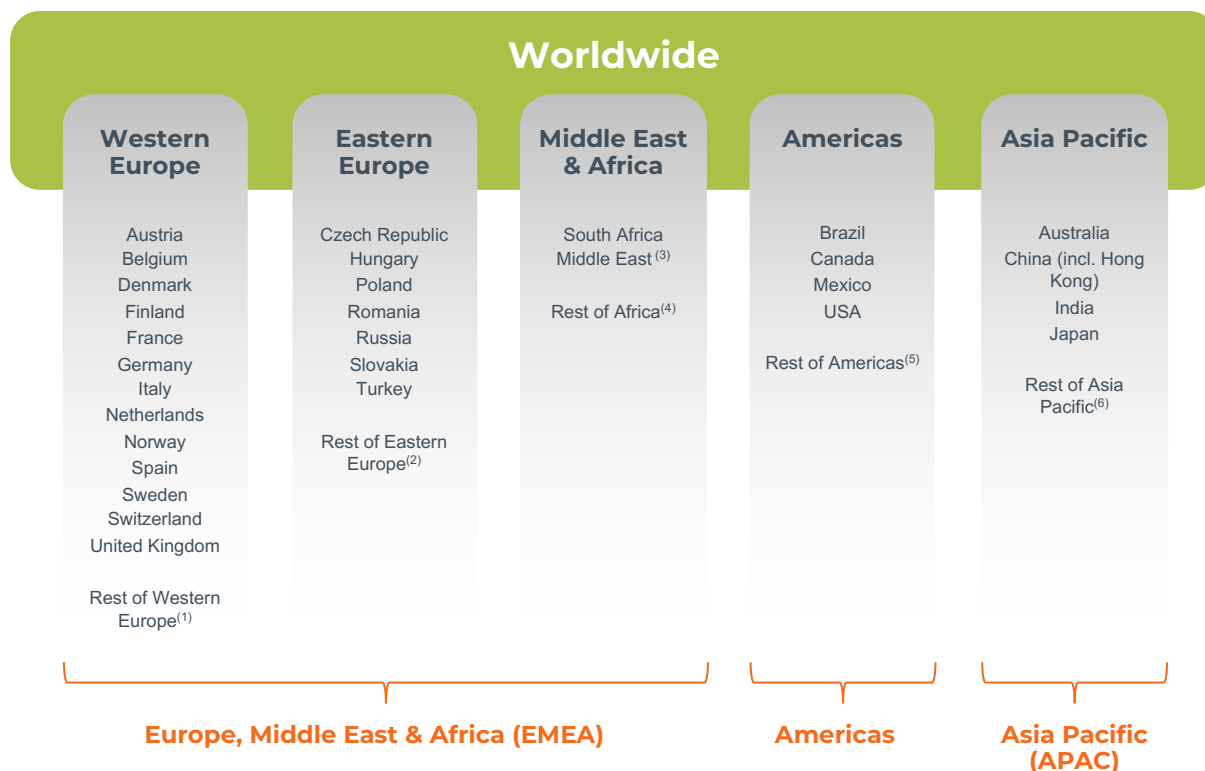 Worldwide
Western
Europe
Austria
Belgium
Denmark
Finland
France
Germany
Italy
Netherlands
Norway
Spain
Sweden
Switzerland
United Kingdom
Rest of Western
Europe(1)
Eastern
Europe
Czech Republic
Hungary
Poland
Romania
Russia
Slovakia
Turkey
Rest of Eastern
Europe(2)
Middle East
& Africa
South Africa
Middle East (3)
Rest of Africa(4)
Americas
Brazil
Canada
Mexico
USA
Rest of Americas(5)
Asia Pacific
Australia
China (incl. Hong
Kong)
India
Japan
Rest of Asia
Pacific(6)
Europe, Middle East & Africa (EMEA)
Americas
Asia Pacific
(APAC)